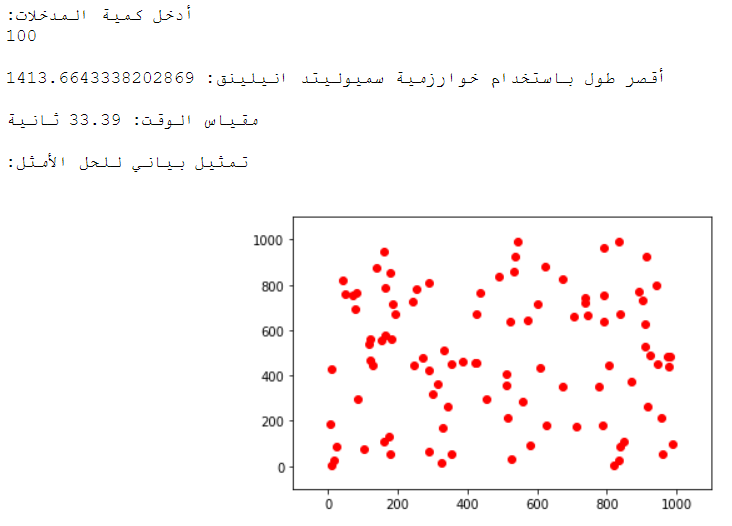 أدخل كمية المدخلات:
100
أقصر طول باستخدام خوارزمية سميوليتد انيلينق: 1413.6643338202869
مقياس الوقت: 33.39 ثانية
تمثيل بياني للحل الأمثل:
1000
800
600
400
200
0
0 200 400 600 800 1000